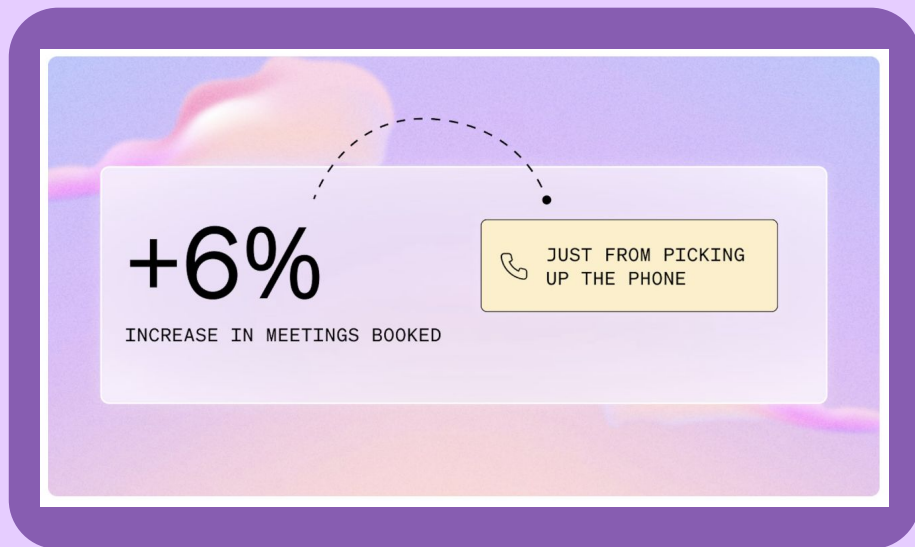 +6%
INCREASE IN MEETINGS BOOKED
JUST FROM PICKING
UP THE PHONE